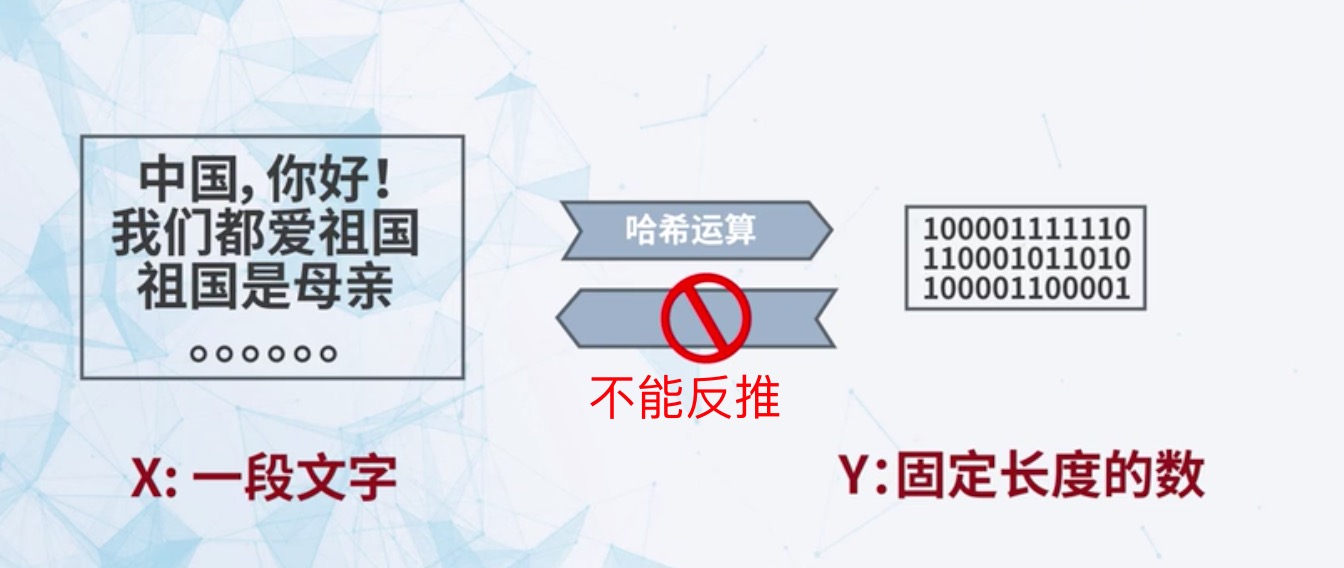 中国，你好！
我们都爱祖国
祖国是母亲
。。。。。。
哈希运算
不能反推
100001111110
110001011010
100001100001
X: 一段文字
Y：固定长度的数